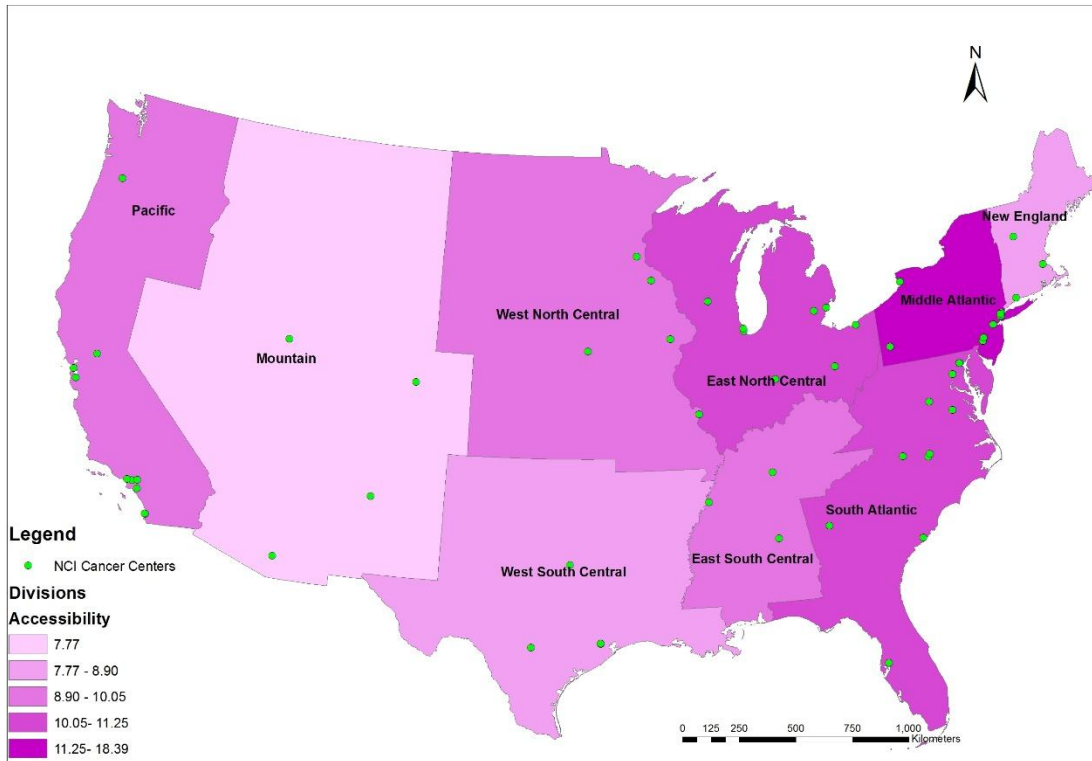 N
Pacific
New England
Middle Atlantic
West North Central
Mountain
East North Central
South Atlantic
East South Central
West South Central
Legend
NCI Cancer Centers
Divisions
Accessibility
7.77
7.77 - 8.90
8.90 - 10.05
10.05- 11.25
11.25- 18.39
0 125 250 500 750 1,000
Kilometers